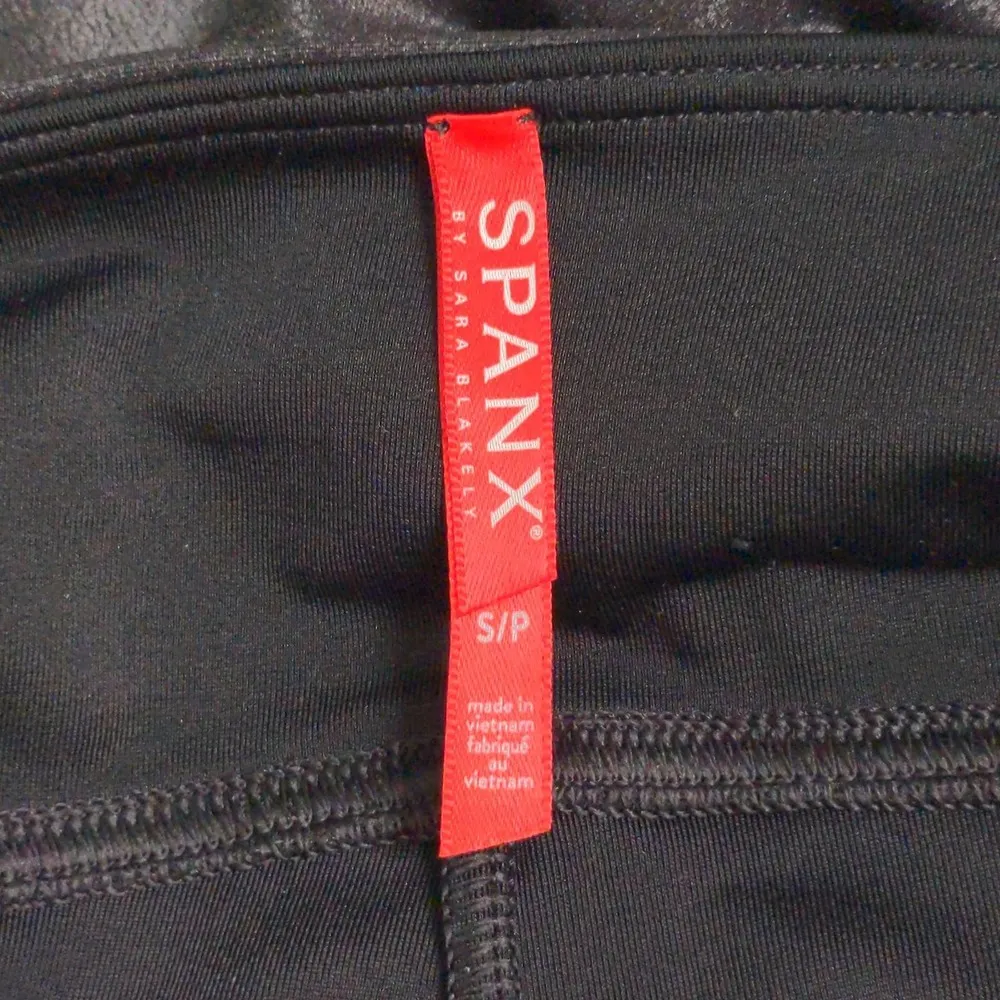 SPANX®
BY SARA BLAKELY
S/P
made in
vietnam
fabriqué
au
vietnam